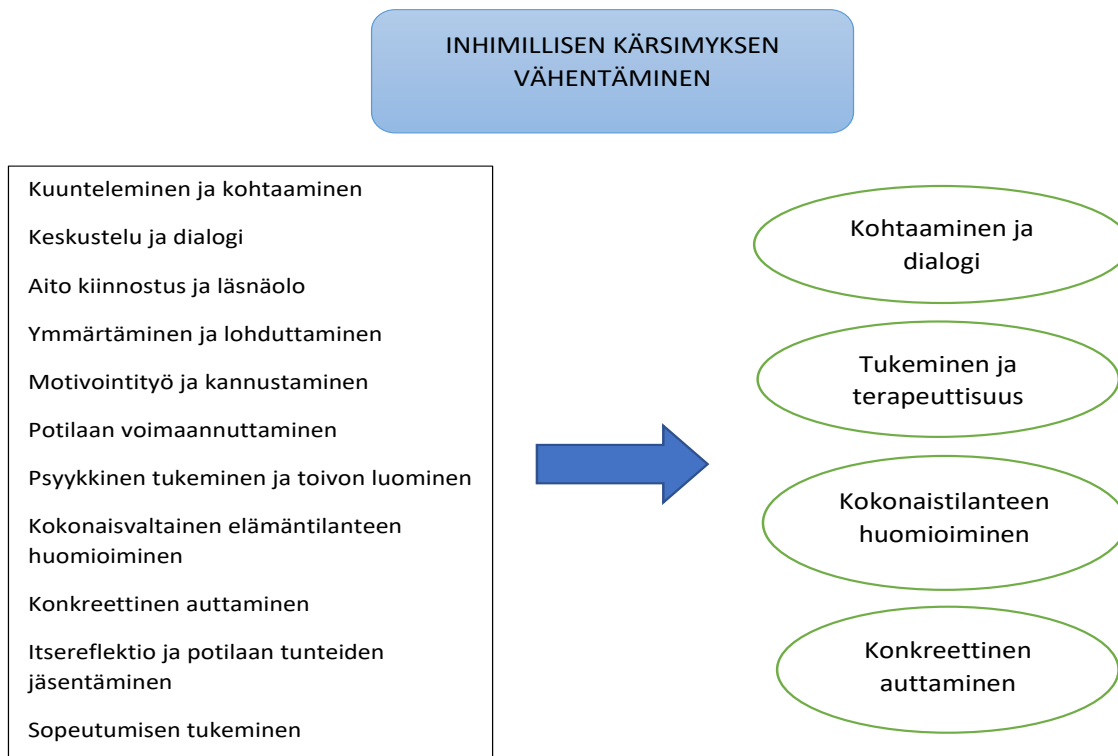 INHIMILLISEN KÄRSIMYKSEN
VÄHENTÄMINEN
Kuunteleminen ja kohtaaminen
Keskustelu ja dialogi
Aito kiinnostus ja läsnäolo
Ymmärtäminen ja lohduttaminen
Motivointityö ja kannustaminen
Potilaan voimaannuttaminen
Psyykkinen tukeminen ja toivon luominen
Kokonaisvaltainen elämäntilanteen
huomioiminen
Konkreettinen auttaminen
Itsereflektio ja potilaan tunteiden
jäsentäminen
Sopeutumisen tukeminen
Kohtaaminen ja
dialogi
Tukeminen ja
terapeuttisuus
Kokonaistilanteen
huomioiminen
Konkreettinen
auttaminen